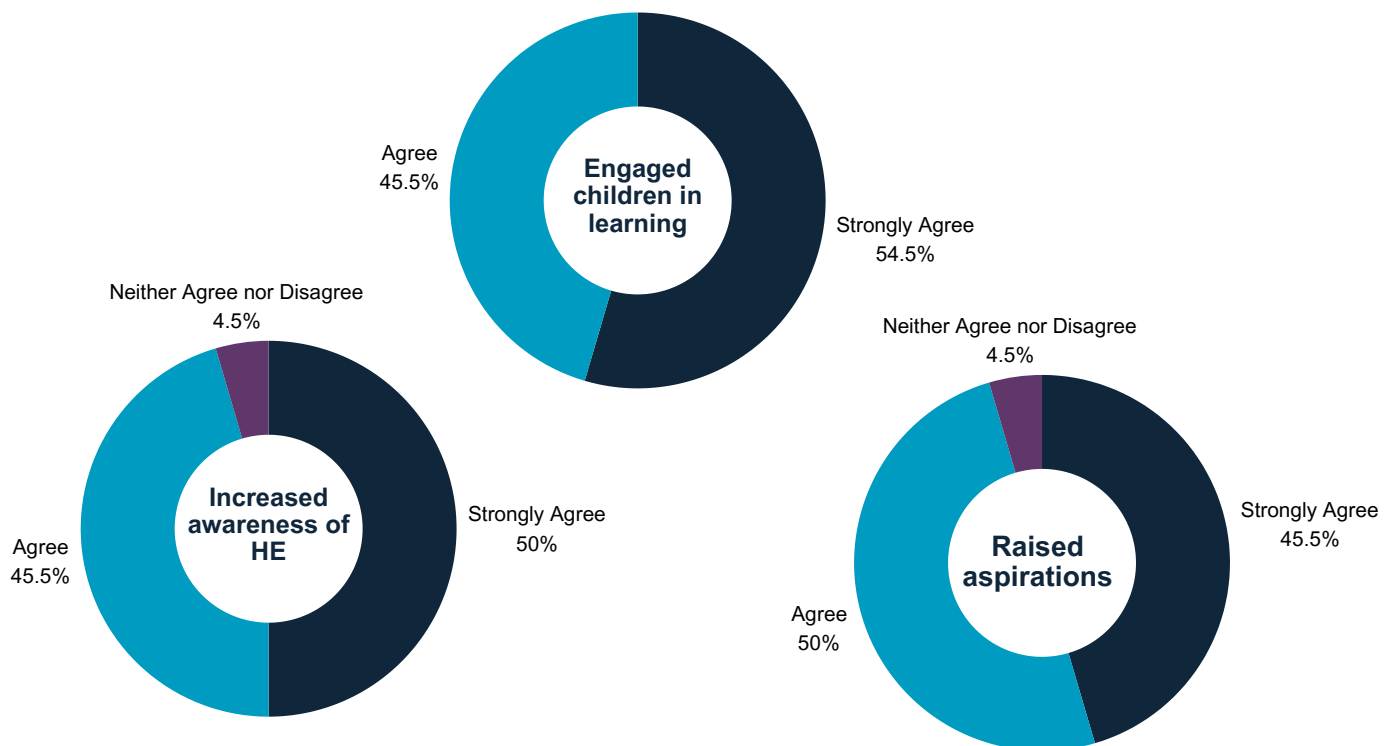 Engaged
children in
learning
Agree
45.5%
Strongly Agree
54.5%
Neither Agree nor Disagree
4.5%
Increased
awareness of
HE
Strongly Agree
50%
Agree
45.5%
Neither Agree nor Disagree
4.5%
Raised
aspirations
Strongly Agree
45.5%
Agree
50%